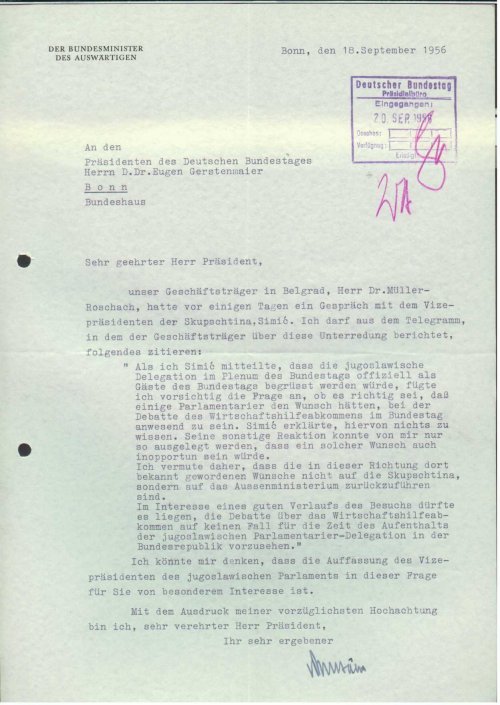 DER BUNDESMINISTER
DES AUSWÄRTIGEN
Bonn, den 18.September 1956
Deutscher Bundestag
Präsidialbüro
Eingegangen:
20. SEP. 1956
An den
Präsidenten des Deutschen Bundestages
Herrn D.Dr.Eugen Gerstenmaier
B o n n
Bundeshaus
Sehr geehrter Herr Präsident,
unser Geschäftsträger in Belgrad, Herr Dr.Müller-
Roschach, hatte vor einigen Tagen ein Gespräch mit dem Vize-
präsidenten der Skupschtina,Simić. Ich darf aus dem Telegramm,
in dem der Geschäftsträger über diese Unterredung berichtet,
folgendes zitieren:
" Als ich Simić mitteilte, dass die jugoslawische
Delegation im Plenum des Bundestags offiziell als
Gäste des Bundestags begrüsst werden würde, fügte
ich vorsichtig die Frage an, ob es richtig sei, daß
einige Parlamentarier den Wunsch hätten, bei der
Debatte des Wirtschaftshilfeabkommens im Bundestag
anwesend zu sein. Simić erklärte, hiervon nichts zu
wissen. Seine sonstige Reaktion konnte von mir nur
so ausgelegt werden, dass ein solcher Wunsch auch
inopportun sein würde.
Ich vermute daher, dass die in dieser Richtung dort
bekannt gewordenen Wünsche nicht auf die Skupschtina,
sondern auf das Aussenministerium zurückzuführen
sind.
Im Interesse eines guten Verlaufs des Besuchs dürfte
es liegen, die Debatte über das Wirtschaftshilfeab-
kommen auf keinen Fall für die Zeit des Aufenthalts
der jugoslawischen Parlamentarier-Delegation in der
Bundesrepublik vorzusehen."
Ich könnte mir denken, dass die Auffassung des Vize-
präsidenten des jugoslawischen Parlaments in dieser Frage
für Sie von besonderem Interesse ist.
Mit dem Ausdruck meiner vorzüglichsten Hochachtung
bin ich, sehr verehrter Herr Präsident,
Ihr sehr ergebener